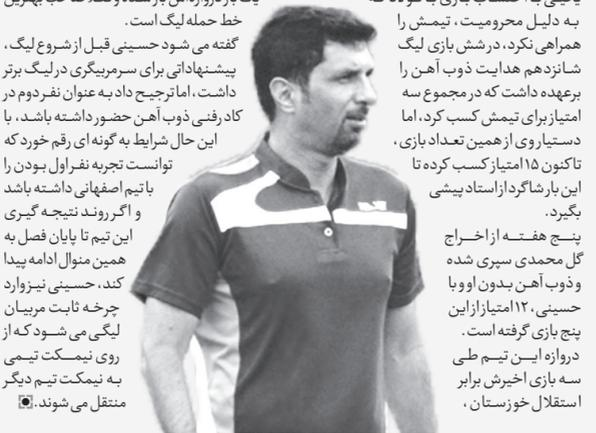 به دلیل محرومیت، تیمش را
همراهی نکرد، در شش بازی لیگ
شانزدهم هدایت ذوب آهن را
برعهده داشت که در مجموع سه
امتیاز برای تیمش کسب کرد، اما
دستیار وی از همین تعداد بازی،
تاکنون ۱۵ امتیاز کسب کرده تا
این بار شاگرد از استاد پیشی
بگیرد.
پنج هفته از اخراج
گل محمدی سپری شده
و ذوب آهن بدون او و با
حسینی، ۱۲ امتیاز از این
پنج بازی گرفته است.
دروازه این تیم طی
سه بازی اخیرش برابر
استقلال خوزستان،
خط حمله لیگ است.
گفته می شود حسینی قبل از شروع لیگ،
پیشنهاداتی برای سرمربیگری در لیگ برتر
داشت، اما ترجیح داد به عنوان نفر دوم در
کادر فنی ذوب آهن حضور داشته باشد، با
این حال شرایط به گونه ای رقم خورد که
توانست تجربه نفر اول بودن را
با تیم اصفهانی داشته باشد
و اگر روند نتیجه گیری
این تیم تا پایان فصل به
همین منوال ادامه پیدا
کند، حسینی نیز وارد
چرخه ثابت مربیان
لیگی می شود که از
روی نیمکت تیمی
به نیمکت تیم دیگر
منتقل می شوند.